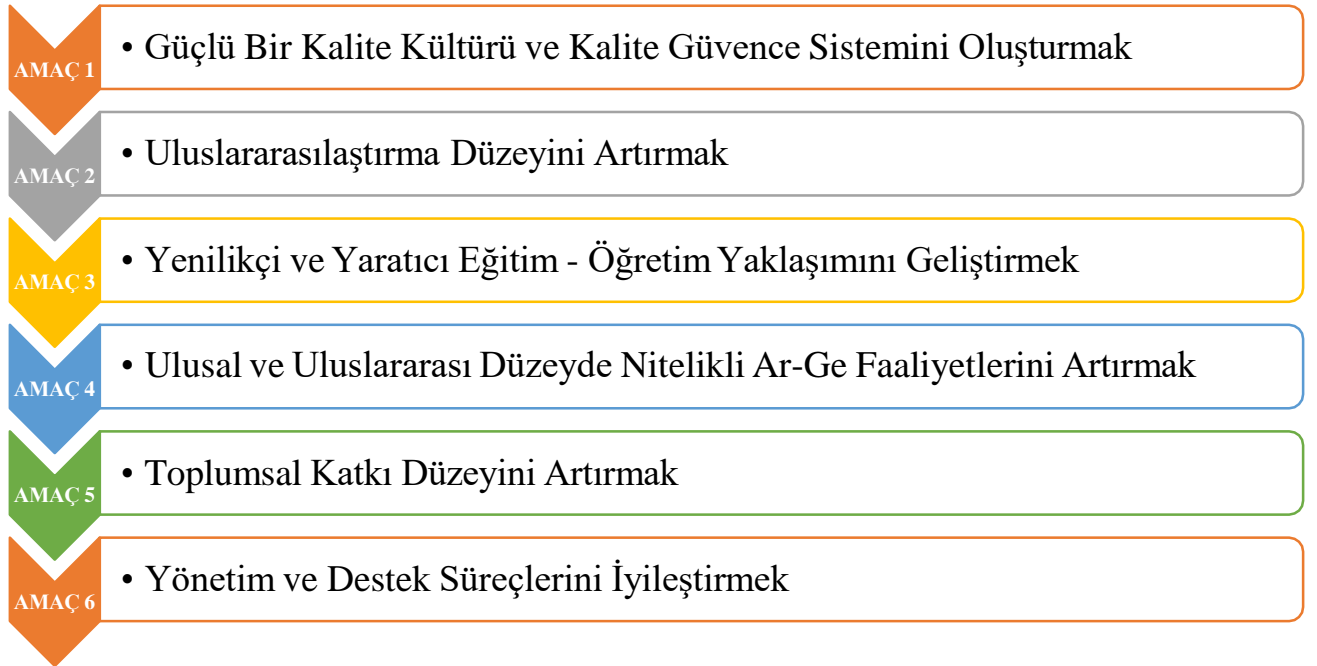 AMAÇ 1
• Güçlü Bir Kalite Kültürü ve Kalite Güvence Sistemini Oluşturmak
AMAÇ 2
• Uluslararasılaştırma Düzeyini Artırmak
AMAÇ 3
• Yenilikçi ve Yaratıcı Eğitim - Öğretim Yaklaşımını Geliştirmek
AMAÇ 4
• Ulusal ve Uluslararası Düzeyde Nitelikli Ar-Ge Faaliyetlerini Artırmak
AMAÇ 5
• Toplumsal Katkı Düzeyini Artırmak
AMAÇ 6
• Yönetim ve Destek Süreçlerini İyileştirmek